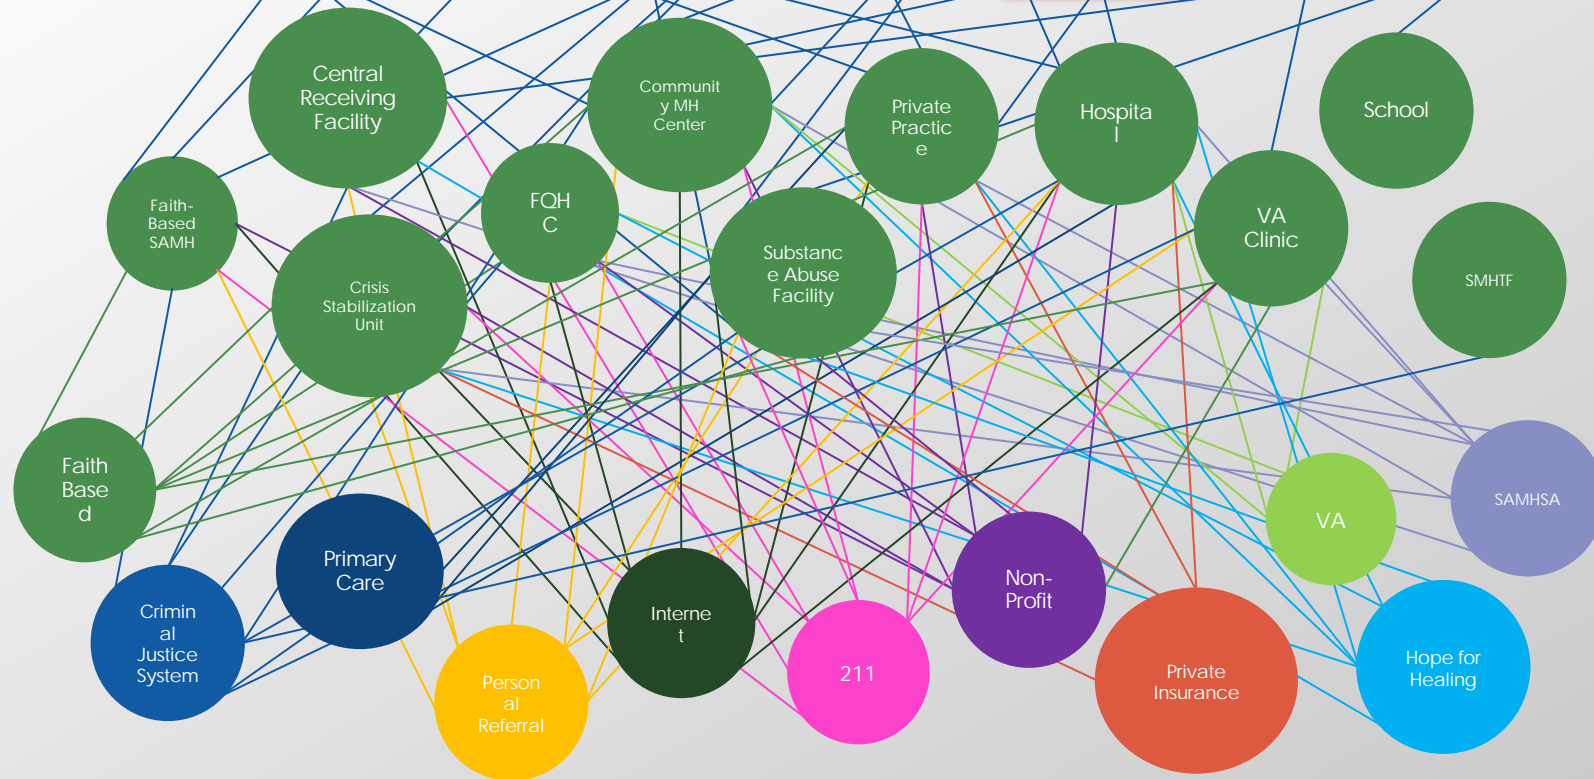 Central
Receiving
Facility
Communit
y MH
Center
Private
Practic
e
Hospita
l
School
Faith-
Based
SAMH
FQH
C
VA
Clinic
Crisis
Stabilization
Unit
Substanc
e Abuse
Facility
SMHTF
Faith
Base
d
Primary
Care
Crimin
al
Justice
System
Person
al
Referral
Interne
t
211
Non-
Profit
Private
Insurance
VA
Hope for
Healing
SAMHSA